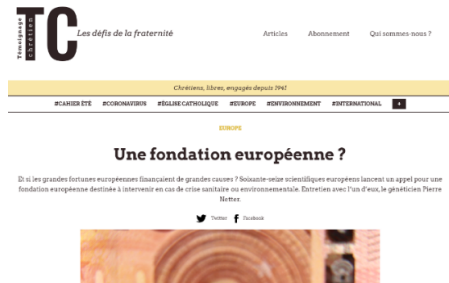 Témoignage
chrétien
TC
Les défis de la fraternité
Articles Abonnement Qui sommes-nous ?
Chrétiens, libres, engagés depuis 1941
#CAHIER ÉTÉ #CORONAVIRUS #ÉGLISE CATHOLIQUE #EUROPE #ENVIRONNEMENT #INTERNATIONAL +
EUROPE
Une fondation européenne ?
Et si les grandes fortunes européennes finançaient de grandes causes ? Soixante-seize scientifiques européens lancent un appel pour une
fondation européenne destinée à intervenir en cas de crise sanitaire ou environnementale. Entretien avec l'un d'eux, le généticien Pierre
Netter.
Twitter Facebook